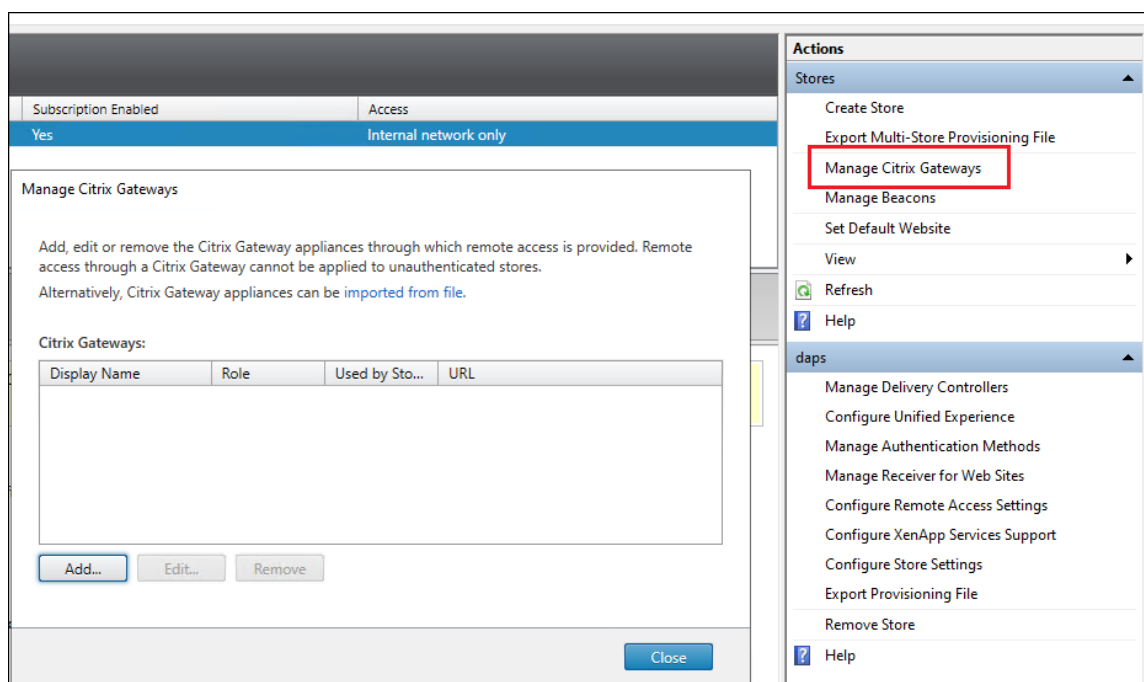 Subscription Enabled
Access
Yes
Internal network only
Manage Citrix Gateways
Add, edit or remove the Citrix Gateway appliances through which remote access is provided. Remote
access through a Citrix Gateway cannot be applied to unauthenticated stores.
Alternatively, Citrix Gateway appliances can be imported from file.
Citrix Gateways:
Display Name
Role
Used by Sto...
URL
Add...
Edit...
Remove
Close
Actions
Stores
Create Store
Export Multi-Store Provisioning File
Manage Citrix Gateways
Manage Beacons
Set Default Website
View
Refresh
Help
daps
Manage Delivery Controllers
Configure Unified Experience
Manage Authentication Methods
Manage Receiver for Web Sites
Configure Remote Access Settings
Configure XenApp Services Support
Configure Store Settings
Export Provisioning File
Remove Store
Help